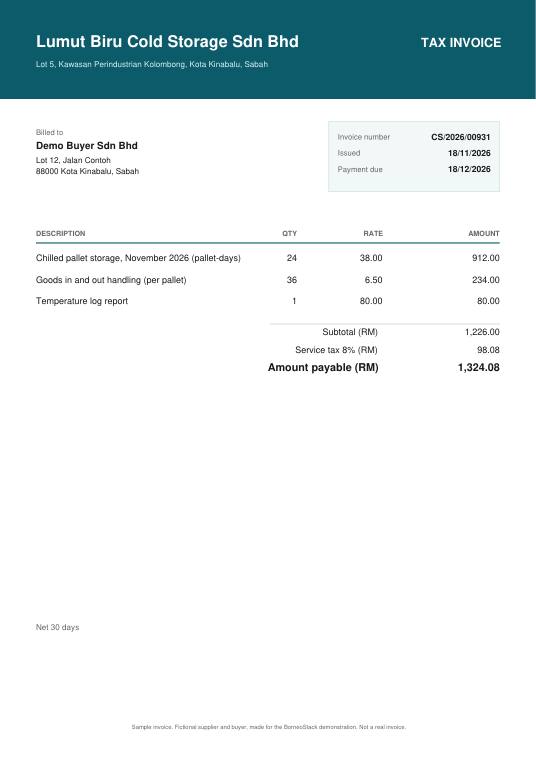 Lumut Biru Cold Storage Sdn Bhd
TAX INVOICE
Lot 5, Kawasan Perindustrian Kolombong, Kota Kinabalu, Sabah
Billed to
Demo Buyer Sdn Bhd
Lot 12, Jalan Contoh
88000 Kota Kinabalu, Sabah
Invoice number CS/2026/00931
Issued 18/11/2026
Payment due 18/12/2026
DESCRIPTION QTY RATE AMOUNT
Chilled pallet storage, November 2026 (pallet-days) 24 38.00 912.00
Goods in and out handling (per pallet) 36 6.50 234.00
Temperature log report 1 80.00 80.00
Subtotal (RM) 1,226.00
Service tax 8% (RM) 98.08
Amount payable (RM) 1,324.08
Net 30 days
Sample invoice. Fictional supplier and buyer, made for the BorneoStack demonstration. Not a real invoice.